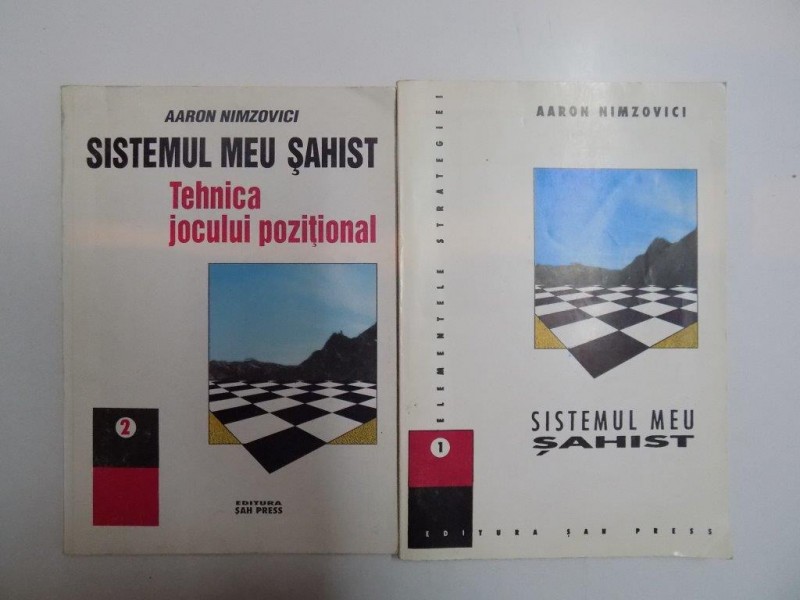 AARON NIMZOVICI
SISTEMUL MEU ŞAHIST
Tehnica
jocului poziţional
2
EDITURA
ŞAH PRESS
ELEMENTELE STRATEGIEI
AARON NIMZOVICI
SISTEMUL MEU
ŞAHIST
1
EDITURA ŞAH PRESS